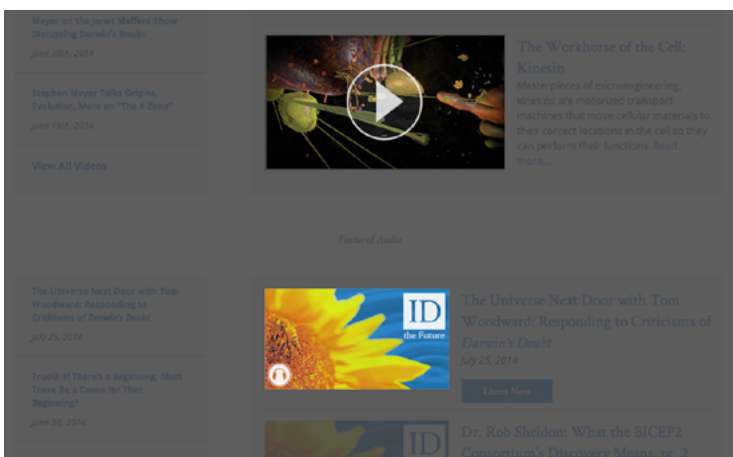 Meyer on the Janet Mefferd Show
Discussing Darwin's Doubt
June 20th, 2014
Stephen Meyer Talks Origins,
Evolution, More on "The X Zone"
June 19th, 2014
View All Videos
The Workhorse of the Cell:
Kinesin
Masterpieces of microengineering,
kinesins are motorized transport
machines that move cellular materials to
their correct locations in the cell so they
can perform their functions. Read
more...
Featured Audio
The Universe Next Door with Tom
Woodward: Responding to
Criticisms of Darwin's Doubt
July 25, 2014
There Be a Cause for That
Beginning?
June 30, 2014
ID
the Future
The Universe Next Door with Tom
Woodward: Responding to Criticisms of
Darwin's Doubt
July 25, 2014
Listen Now
ID
Dr. Rob Sheldon: What the BICEP2
Consortium's Discovery Means, pt. 2